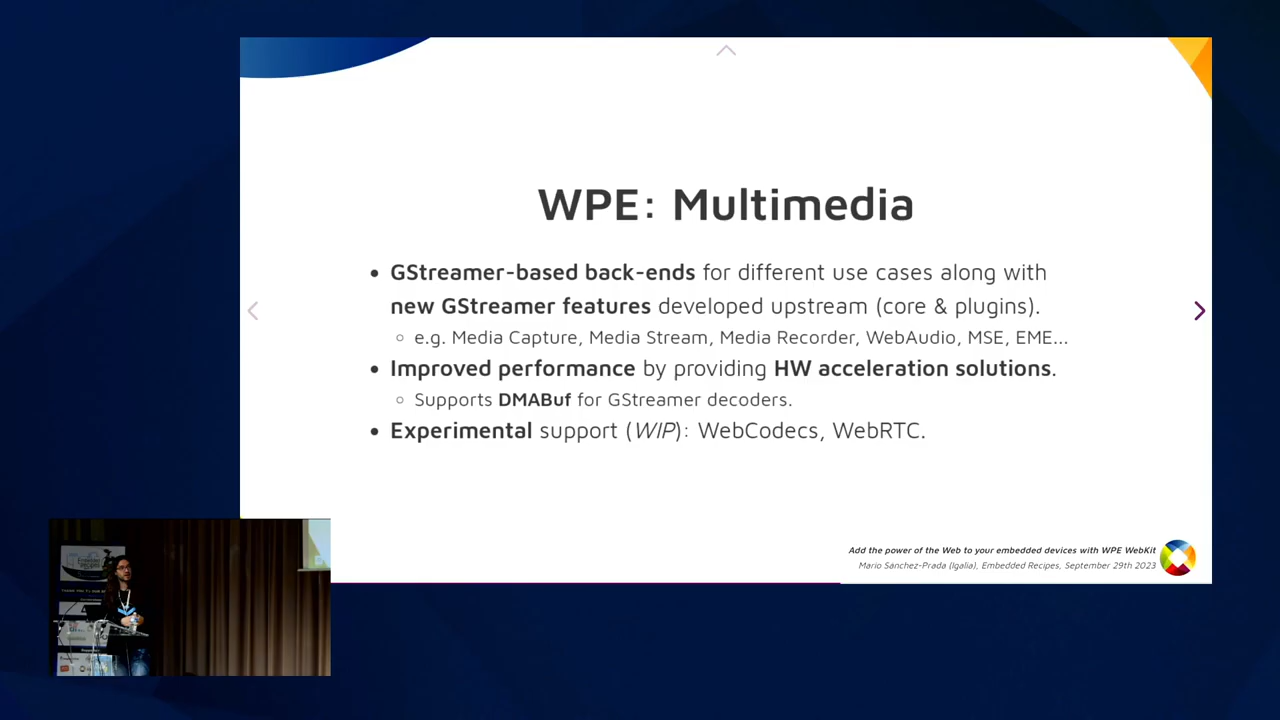 WPE: Multimedia
• GStreamer-based back-ends for different use cases along with
new GStreamer features developed upstream (core & plugins).
◦ e.g. Media Capture, Media Stream, Media Recorder, WebAudio, MSE, EME...
• Improved performance by providing HW acceleration solutions.
◦ Supports DMABuf for GStreamer decoders.
• Experimental support (WIP): WebCodecs, WebRTC.
Add the power of the Web to your embedded devices with WPE WebKit
Mario Sánchez-Prada (Igalia), Embedded Recipes, September 29th 2023
Embedded
Recipes